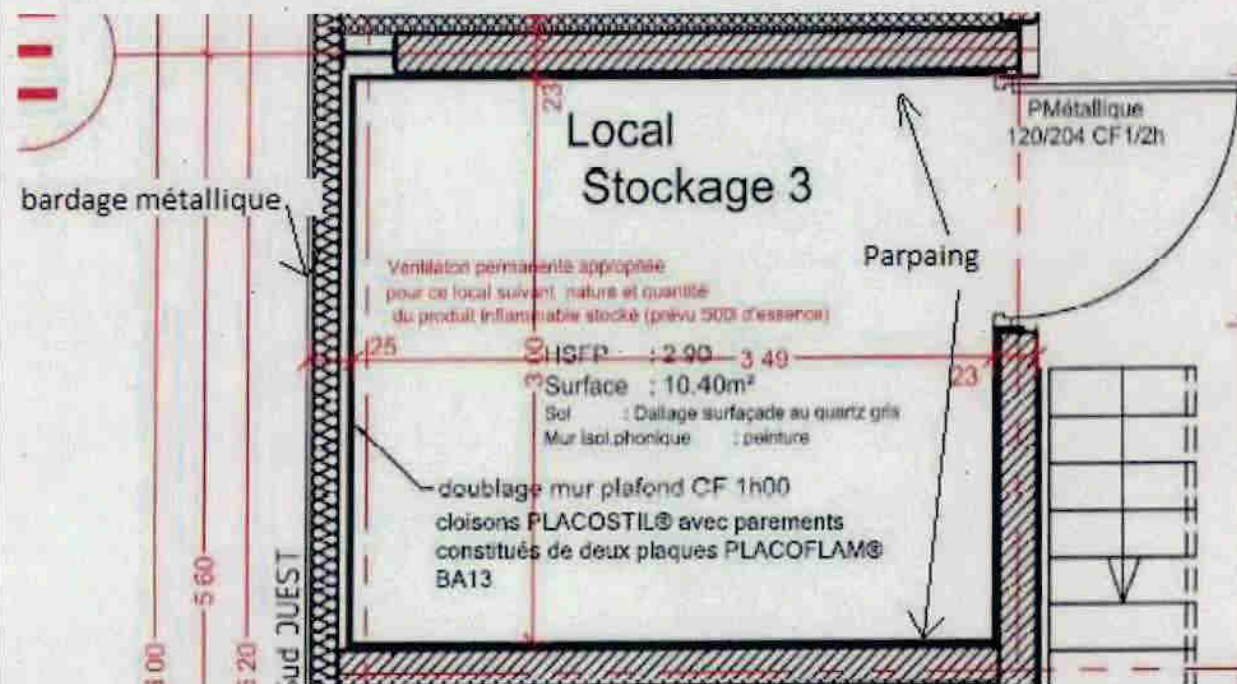 23
Local
Stockage 3
PMétallique
120/204 CF1/2h
bardage métallique
Parpaing
Ventilaton permanente appropriée
pour ce local suivant nature et quantité
du produit inflammable stocké (prévu 500l d'essence)
25
HSFP : 2.90
3 49
23
Surface : 10.40m²
Sol : Dallage surfaçade au quartz gris
Mur isol.phonique : peinture
doublage mur plafond CF 1h00
cloisons PLACOSTIL® avec parements
constitués de deux plaques PLACOFLAM®
BA13
5 60
OUEST